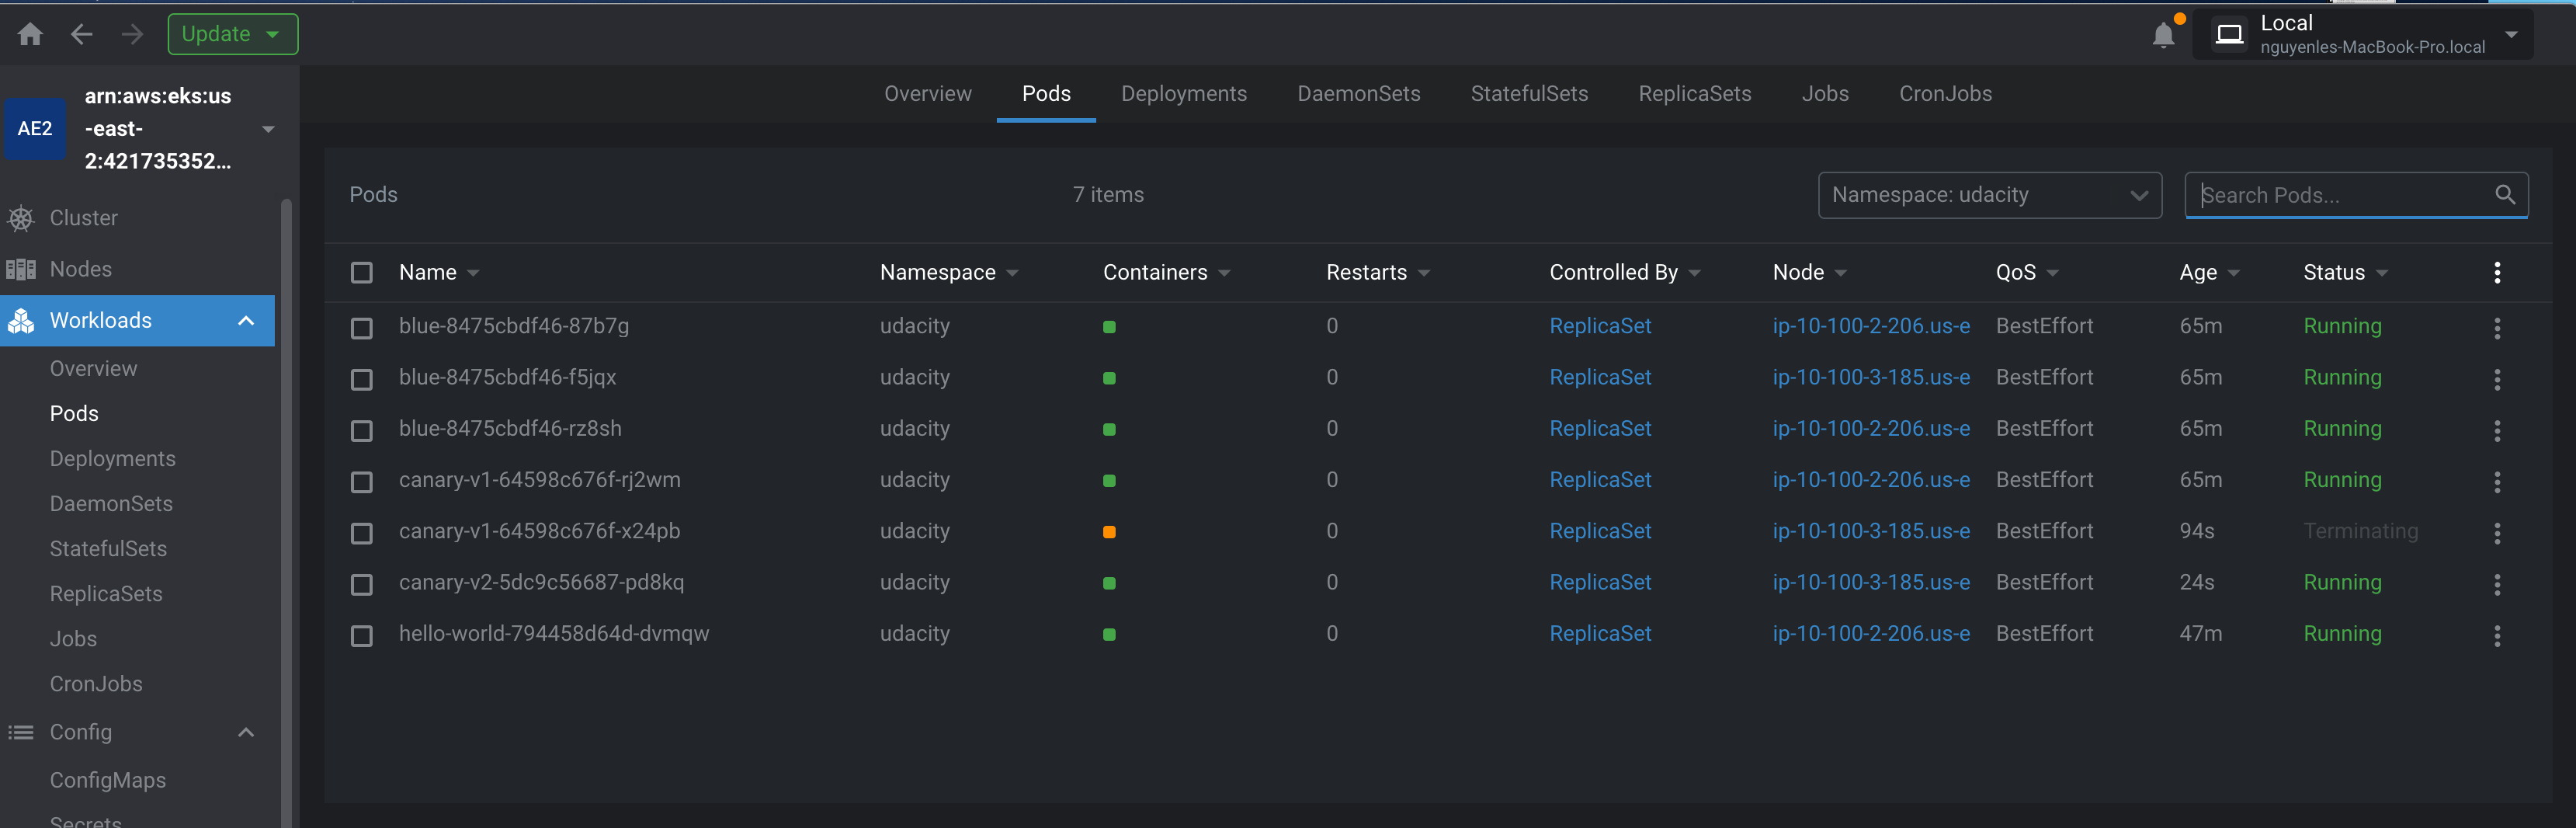 Update
Local
nguyenles-MacBook-Pro.local
AE2
arn:aws:eks:us
-east-
2:421735352...
Overview Pods Deployments DaemonSets StatefulSets ReplicaSets Jobs CronJobs
Pods 7 items Namespace: udacity Search Pods...
Cluster
Nodes
Workloads
Overview
Pods
Deployments
DaemonSets
StatefulSets
ReplicaSets
Jobs
CronJobs
Config
ConfigMaps
Secrets
Name Namespace Containers Restarts Controlled By Node QoS Age Status
blue-8475cbdf46-87b7g udacity 0 ReplicaSet ip-10-100-2-206.us-e BestEffort 65m Running
blue-8475cbdf46-f5jqx udacity 0 ReplicaSet ip-10-100-3-185.us-e BestEffort 65m Running
blue-8475cbdf46-rz8sh udacity 0 ReplicaSet ip-10-100-2-206.us-e BestEffort 65m Running
canary-v1-64598c676f-rj2wm udacity 0 ReplicaSet ip-10-100-2-206.us-e BestEffort 65m Running
canary-v1-64598c676f-x24pb udacity 0 ReplicaSet ip-10-100-3-185.us-e BestEffort 94s Terminating
canary-v2-5dc9c56687-pd8kq udacity 0 ReplicaSet ip-10-100-3-185.us-e BestEffort 24s Running
hello-world-794458d64d-dvmqw udacity 0 ReplicaSet ip-10-100-2-206.us-e BestEffort 47m Running